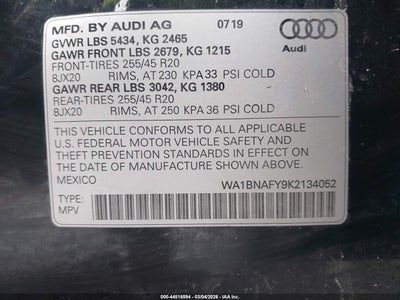 MFD. BY AUDI AG 07/19
GVWR LBS 5434, KG 2465
GAWR FRONT LBS 2679, KG 1215
FRONT-TIRES 255/45 R20
8JX20 RIMS, AT 230 KPA 33 PSI COLD
GAWR REAR LBS 3042, KG 1380
REAR-TIRES 255/45 R20
8JX20 RIMS, AT 250 KPA 36 PSI COLD
Audi
THIS VEHICLE CONFORMS TO ALL APPLICABLE
U.S. FEDERAL MOTOR VEHICLE SAFETY AND
THEFT PREVENTION STANDARDS IN EFFECT ON
THE DATE OF MANUFACTURE SHOWN ABOVE.
MEXICO WA1BNAFY9K2134052
TYPE:
MPV
000-44516594 - 03/04/2026 - IAA Inc.